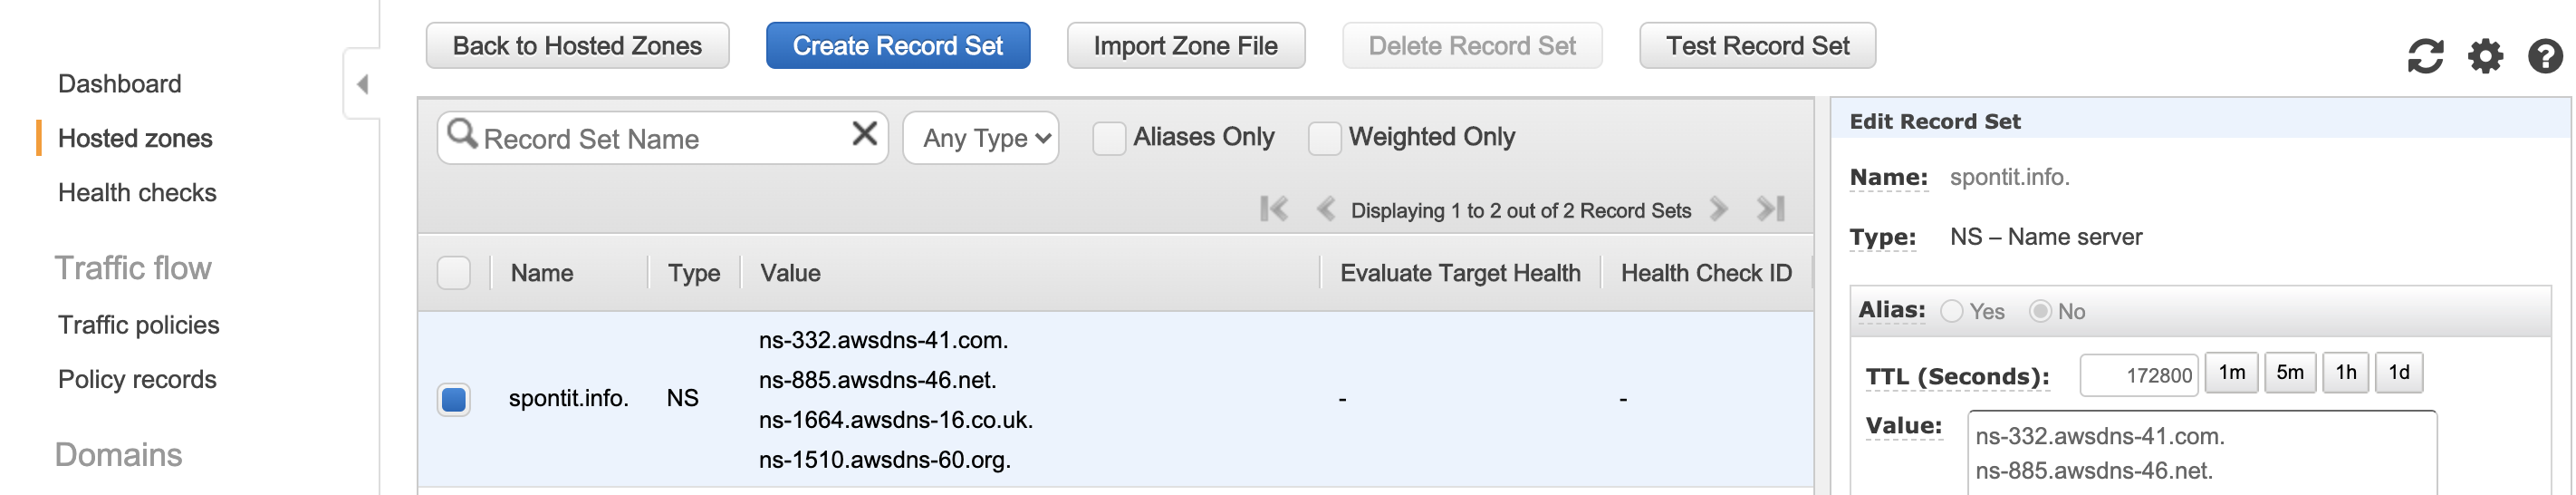 Back to Hosted Zones Create Record Set Import Zone File Delete Record Set Test Record Set
Dashboard
Hosted zones
Health checks
Traffic flow
Traffic policies
Policy records
Domains
Record Set Name Any Type Aliases Only Weighted Only
Displaying 1 to 2 out of 2 Record Sets
Name Type Value Evaluate Target Health Health Check ID
spontit.info. NS
ns-332.awsdns-41.com.
ns-885.awsdns-46.net.
ns-1664.awsdns-16.co.uk.
ns-1510.awsdns-60.org.
- -
Edit Record Set
Name: spontit.info.
Type: NS – Name server
Alias: Yes No
TTL (Seconds): 172800 1m 5m 1h 1d
Value: ns-332.awsdns-41.com.
ns-885.awsdns-46.net.